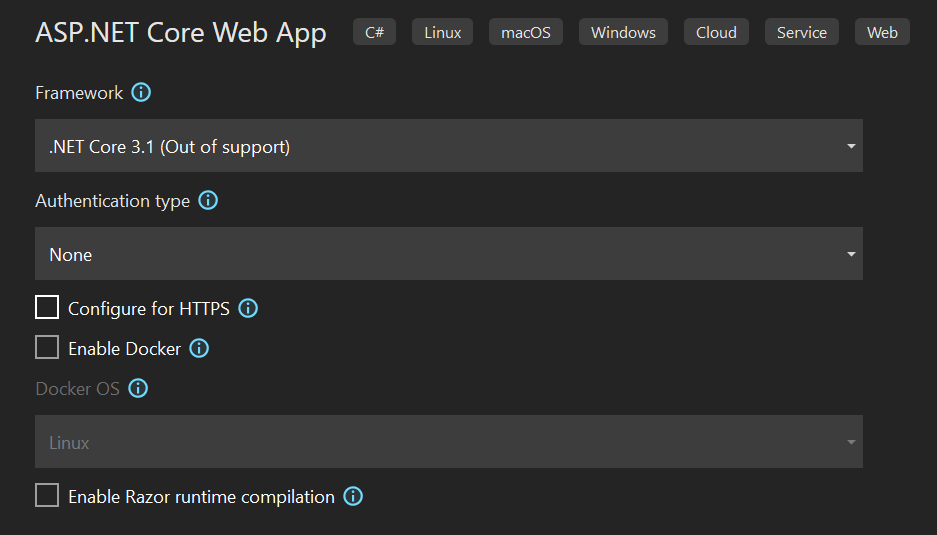 ASP.NET Core Web App C# Linux macOS Windows Cloud Service Web
Framework
.NET Core 3.1 (Out of support)
Authentication type
None
Configure for HTTPS
Enable Docker
Docker OS
Linux
Enable Razor runtime compilation